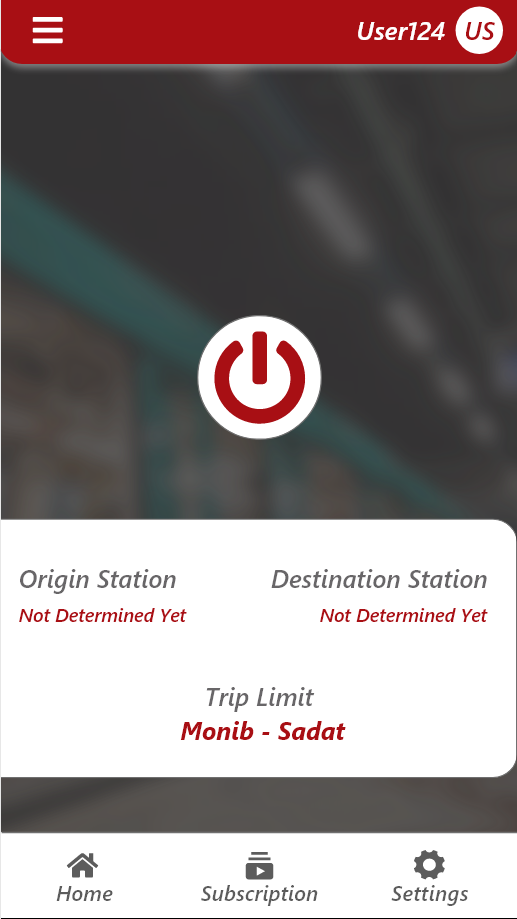 User124 US
Origin Station Destination Station
Not Determined Yet Not Determined Yet
Trip Limit
Monib - Sadat
Home Subscription Settings